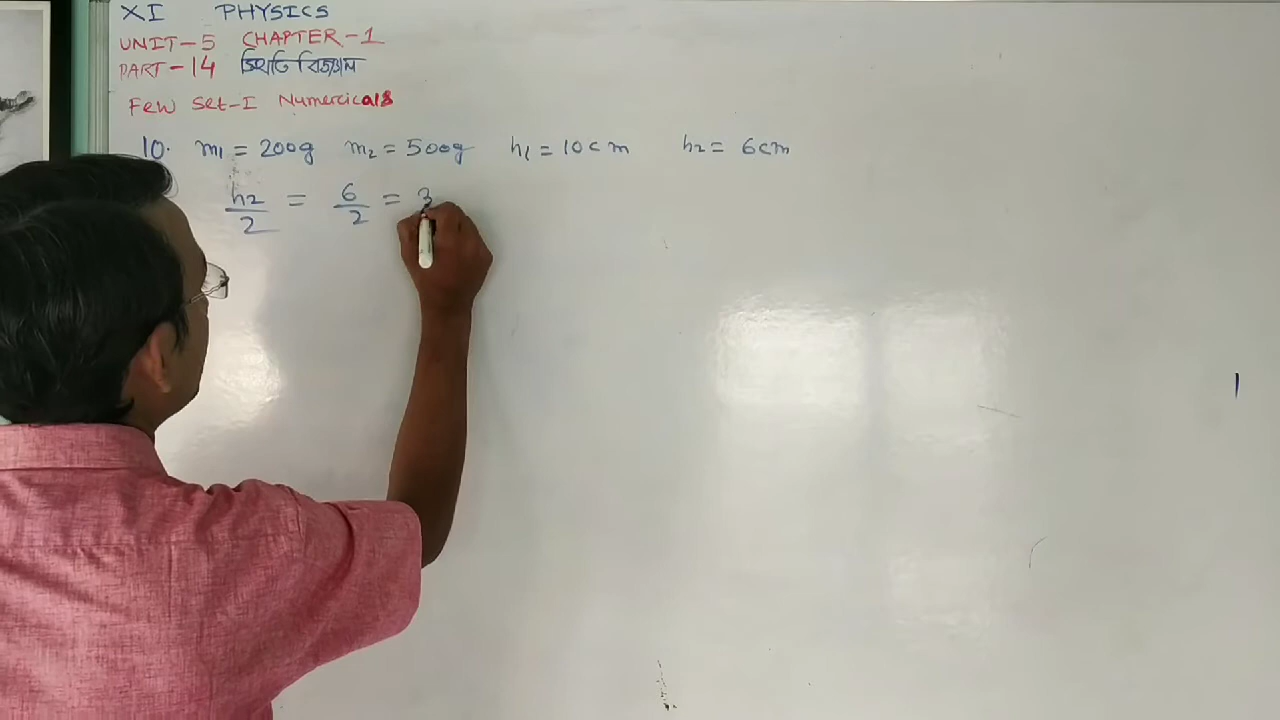 XI PHYSICS
UNIT-5 CHAPTER-1
PART-14 স্থিতি বিজ্ঞান
Few Set-I Numercicals
10. m₁ = 200g m₂ = 500g h₁ = 10cm h₂ = 6cm
h₂/2 = 6/2 = 3